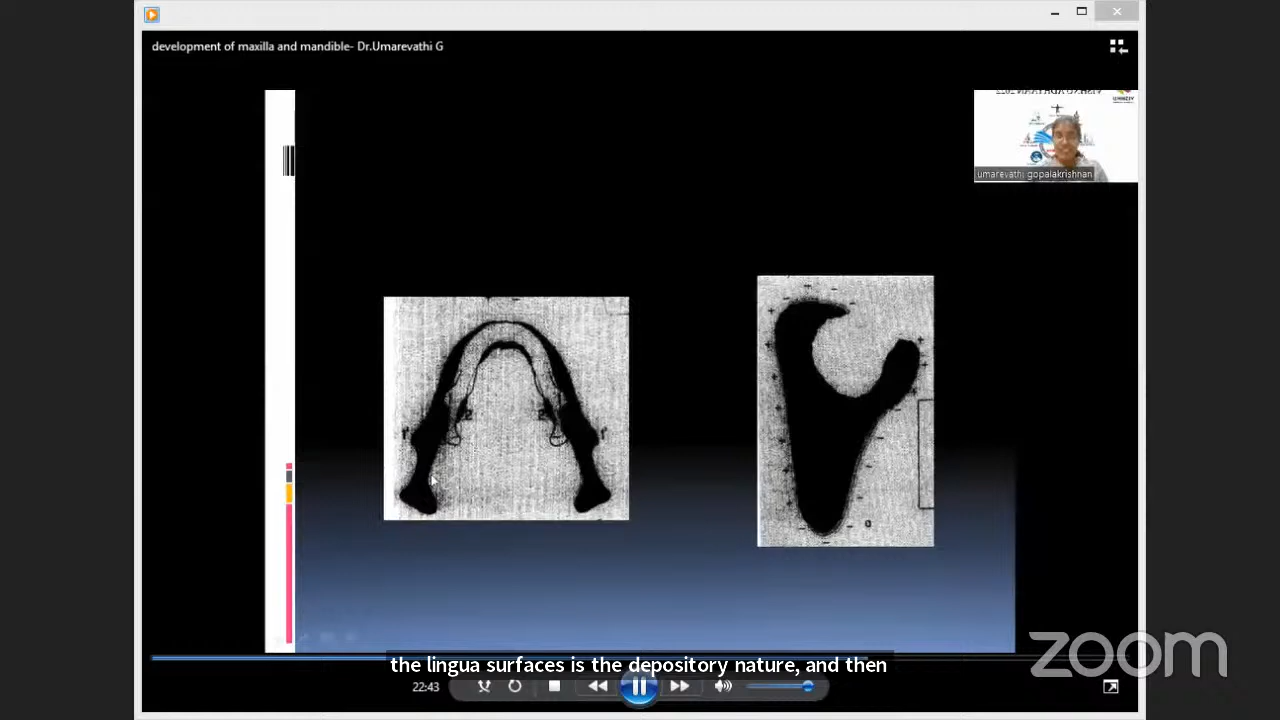 development of maxilla and mandible- Dr.Umarevathi G
umarevathi gopalakrishnan
the lingua surfaces is the depository nature, and then
22:43
zoom